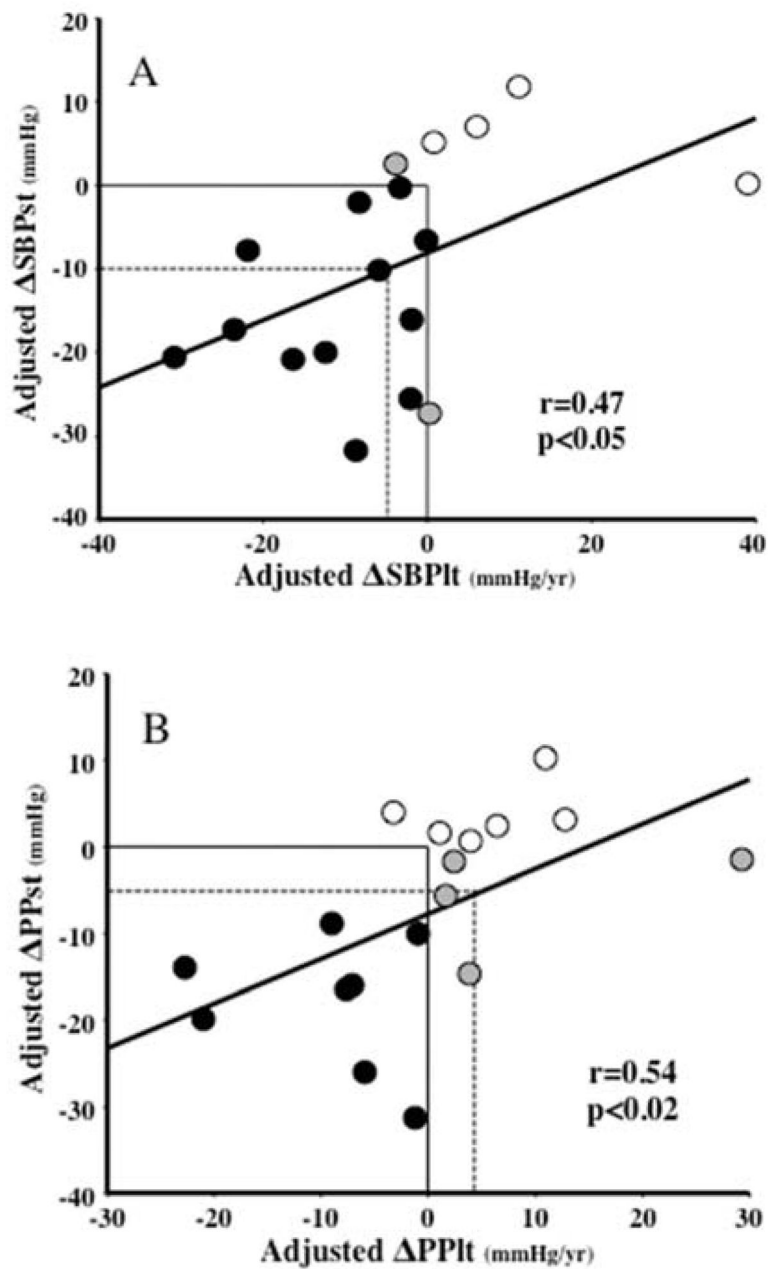 A
20
10
0
-10
-20
-30
-40
Adjusted ΔSBPst (mmHg)
r=0.47
p<0.05
-40 -20 0 20 40
Adjusted ΔSBPlt (mmHg/yr)
B
20
10
0
-10
-20
-30
-40
Adjusted ΔPPst (mmHg)
r=0.54
p<0.02
-30 -20 -10 0 10 20 30
Adjusted ΔPPlt (mmHg/yr)